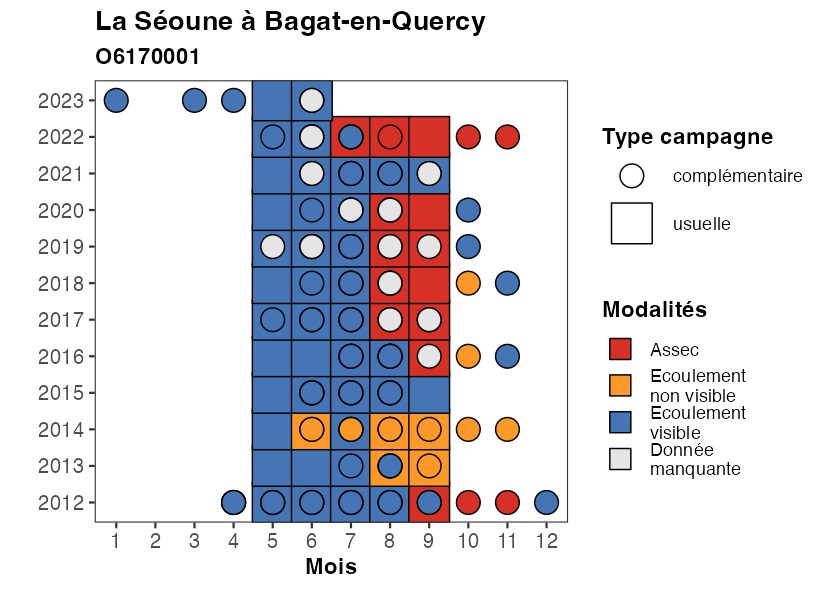 La Séoune à Bagat-en-Quercy
O6170001
2023
2022
2021
2020
2019
2018
2017
2016
2015
2014
2013
2012
1 2 3 4 5 6 7 8 9 10 11 12
Mois
Type campagne
complémentaire
usuelle
Modalités
Assec
Ecoulement
non visible
Ecoulement
visible
Donnée
manquante